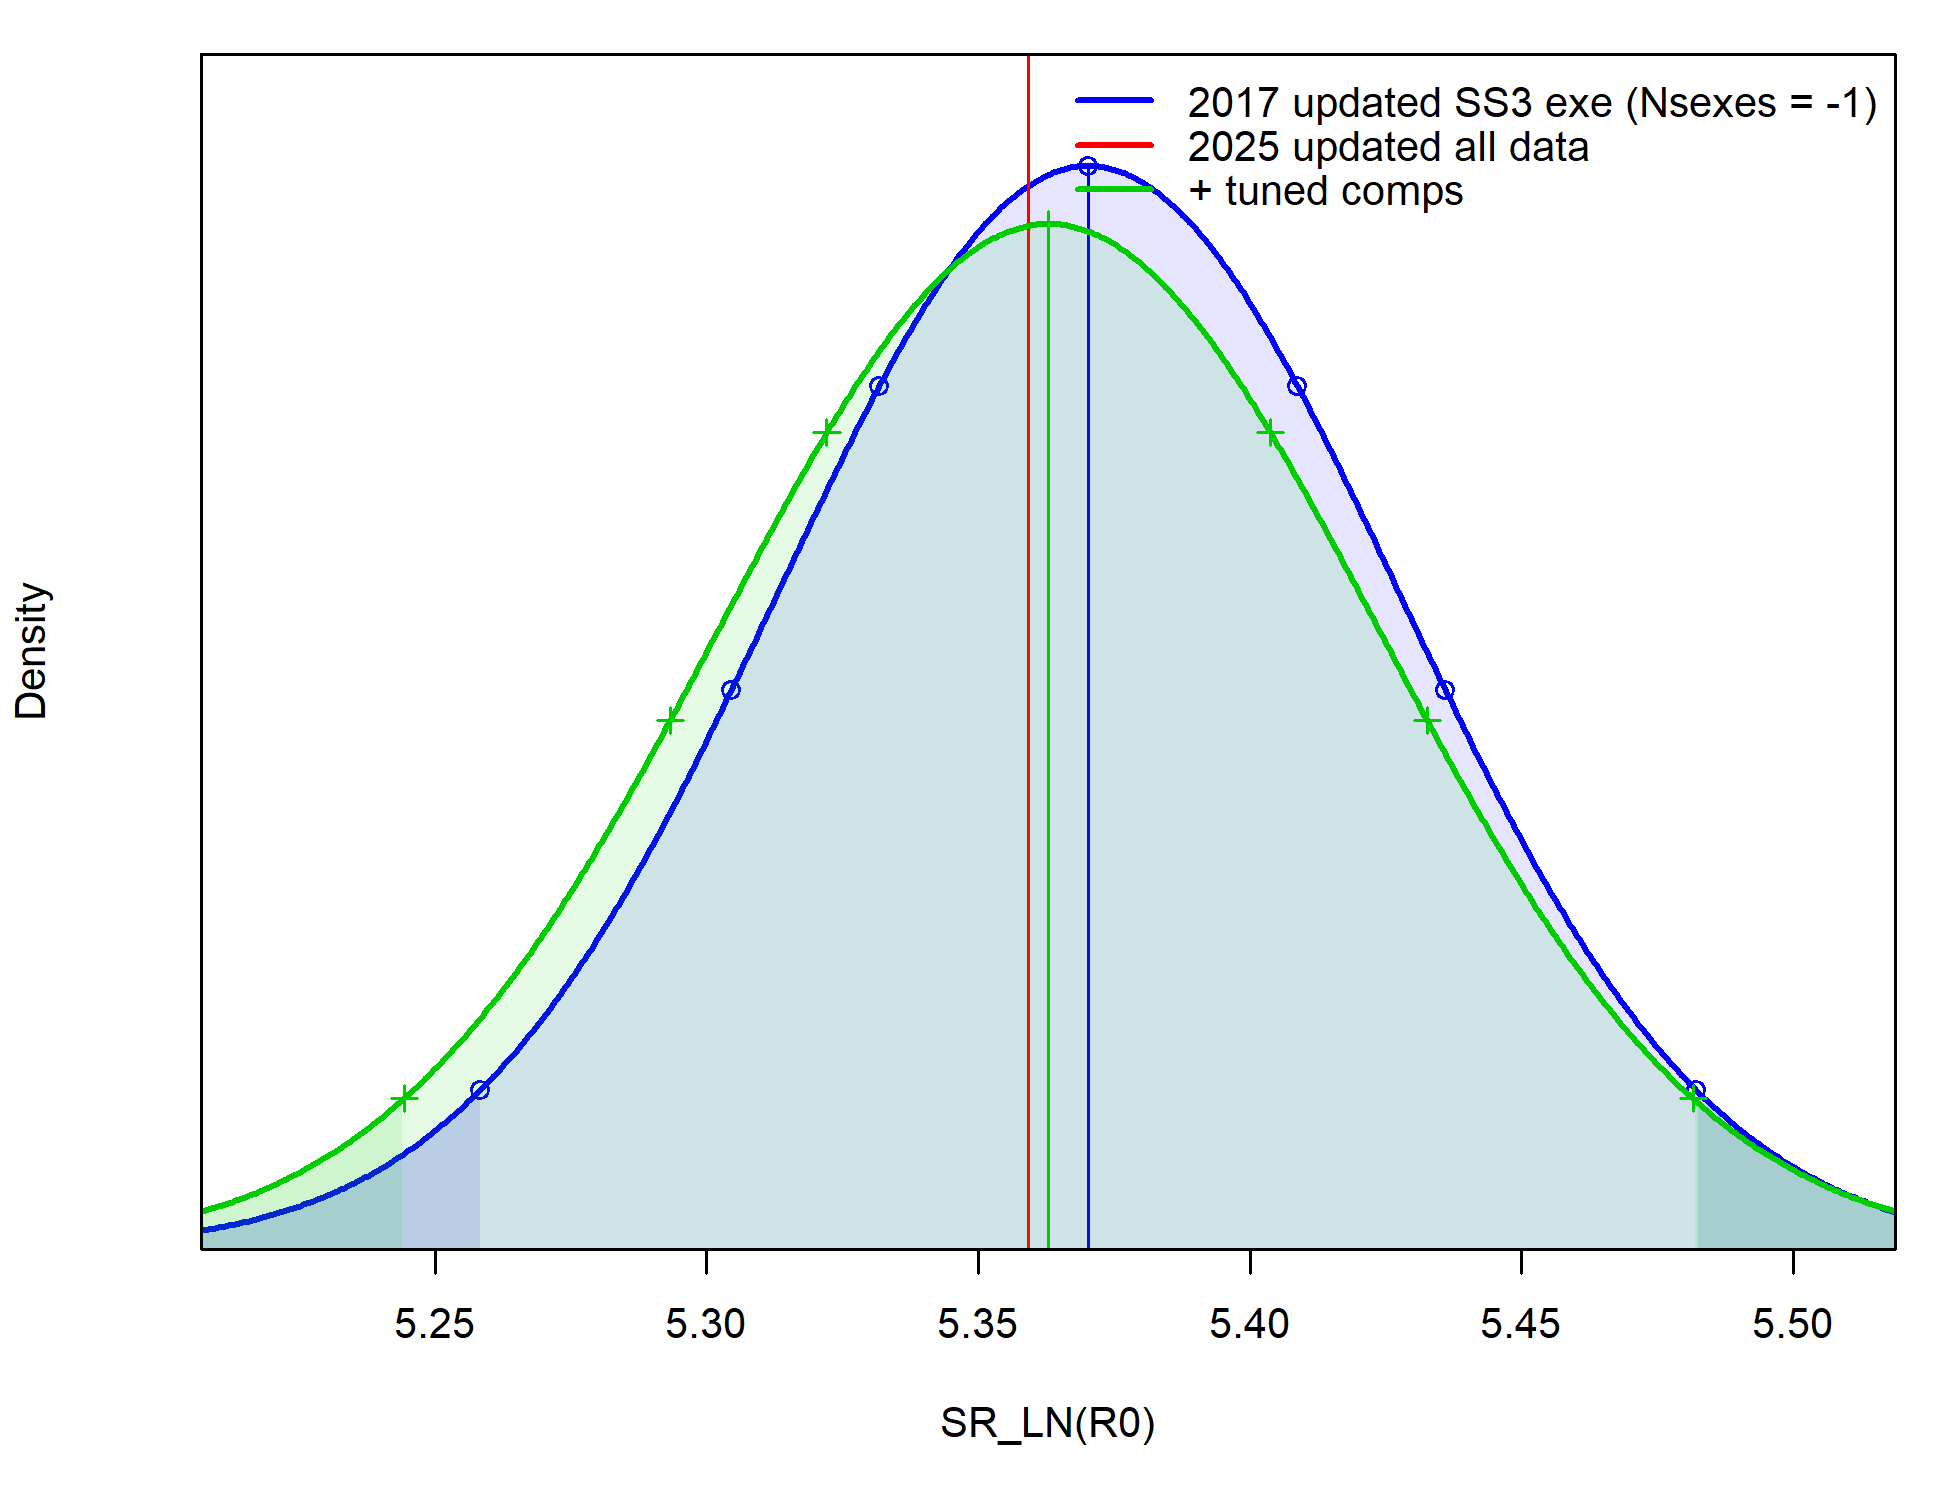 2017 updated SS3 exe (Nsexes = -1)
2025 updated all data
+ tuned comps
Density
5.25 5.30 5.35 5.40 5.45 5.50
SR_LN(R0)